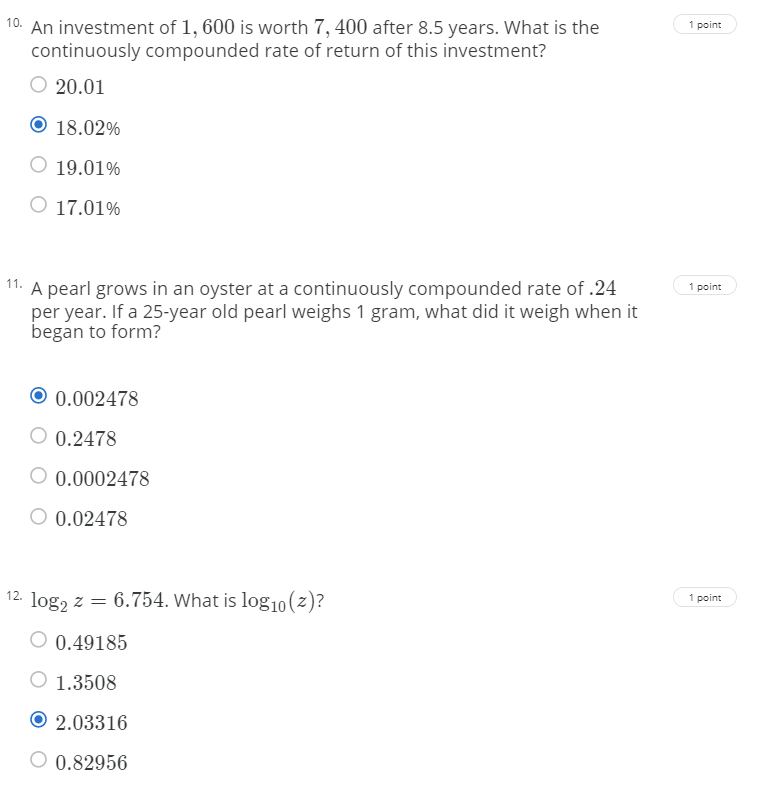 10. An investment of 1, 600 is worth 7, 400 after 8.5 years. What is the 1 point
continuously compounded rate of return of this investment?
20.01
18.02%
19.01%
17.01%
11. A pearl grows in an oyster at a continuously compounded rate of .24 1 point
per year. If a 25-year old pearl weighs 1 gram, what did it weigh when it
began to form?
0.002478
0.2478
0.0002478
0.02478
12. log₂ z = 6.754. What is log₁₀(z)? 1 point
0.49185
1.3508
2.03316
0.82956